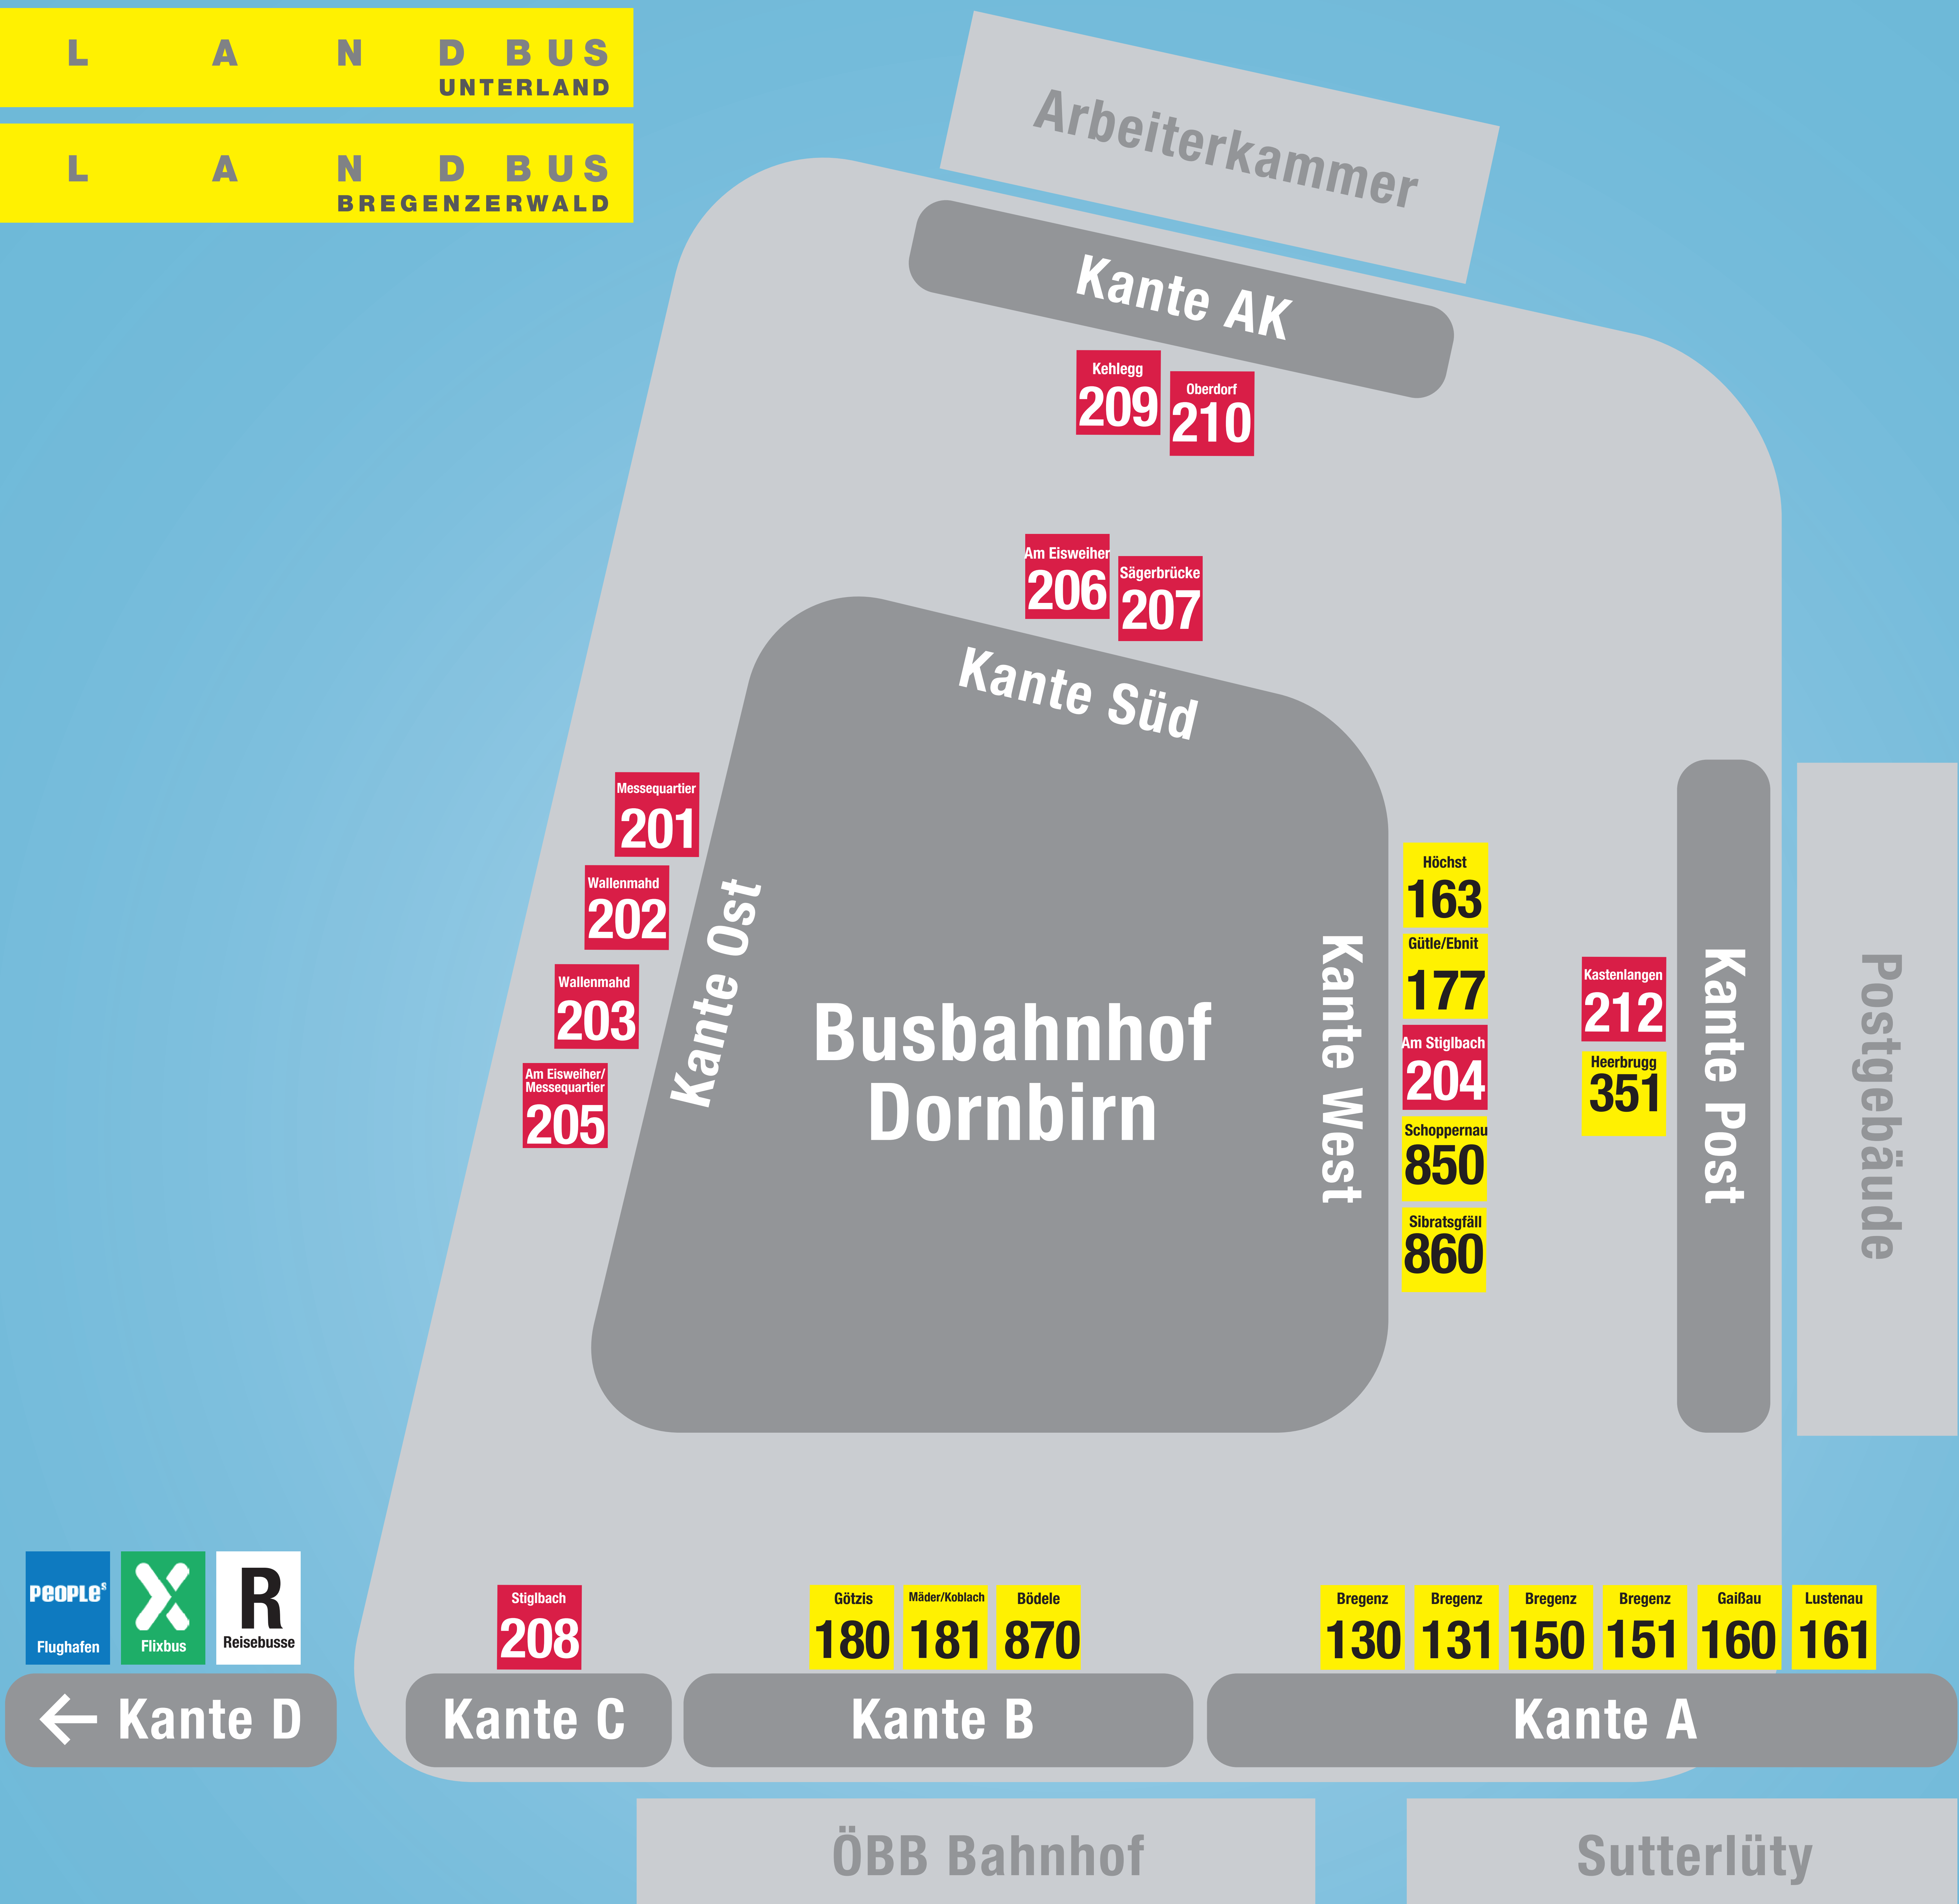 LANDBUS
UNTERLAND
LANDBUS
BREGENZERWALD
Arbeiterkammer
Kante AK
Kehlegg
209
Oberdorf
210
Am Eisweiher
206
Sägerbrücke
207
Kante Süd
Messequartier
201
Wallenmahd
202
Wallenmahd
203
Am Eisweiher/
Messequartier
205
Kante Ost
Busbahnhof
Dornbirn
Kante West
Höchst
163
Gütle/Ebnit
177
Am Stiglbach
204
Schoppernau
850
Sibratsgfäll
860
Kastenlangen
212
Heerbrugg
351
Kante Post
Postgebäude
PEOPLE's
Flughafen
Flixbus
R
Reisebusse
Kante D
Stiglbach
208
Kante C
Götzis
180
Mäder/Koblach
181
Bödele
870
Kante B
Bregenz
130
Bregenz
131
Bregenz
150
Bregenz
151
Gaißau
160
Lustenau
161
Kante A
ÖBB Bahnhof
Sutterlüty